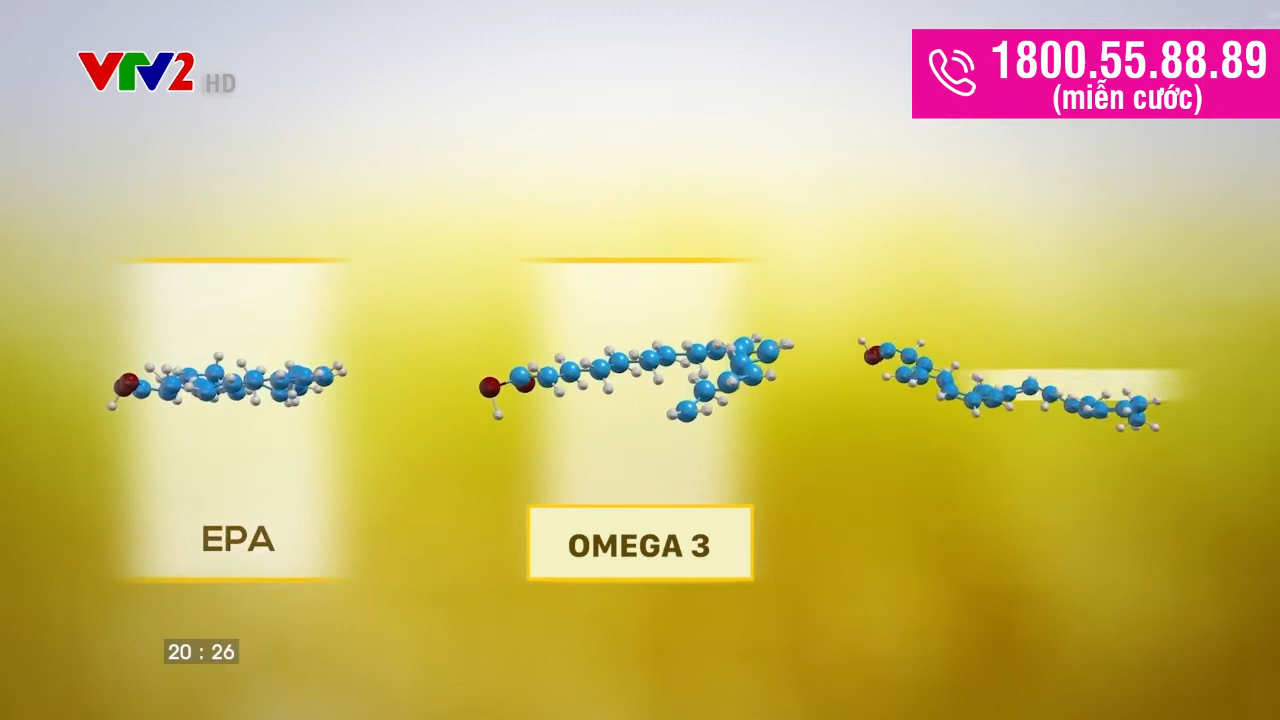 VTV2 HD
1800.55.88.89
(miễn cước)
EPA
OMEGA 3
20 : 26